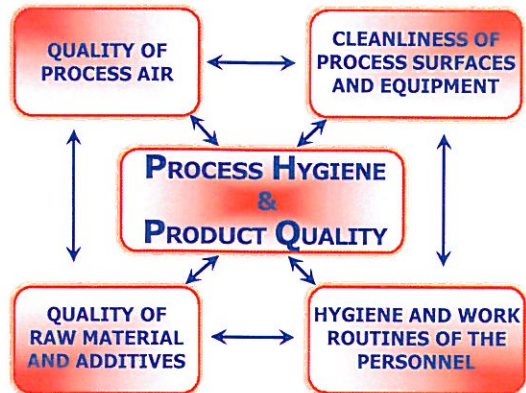 QUALITY OF
PROCESS AIR
CLEANLINESS OF
PROCESS SURFACES
AND EQUIPMENT
PROCESS HYGIENE
&
PRODUCT QUALITY
QUALITY OF
RAW MATERIAL
AND ADDITIVES
HYGIENE AND WORK
ROUTINES OF THE
PERSONNEL